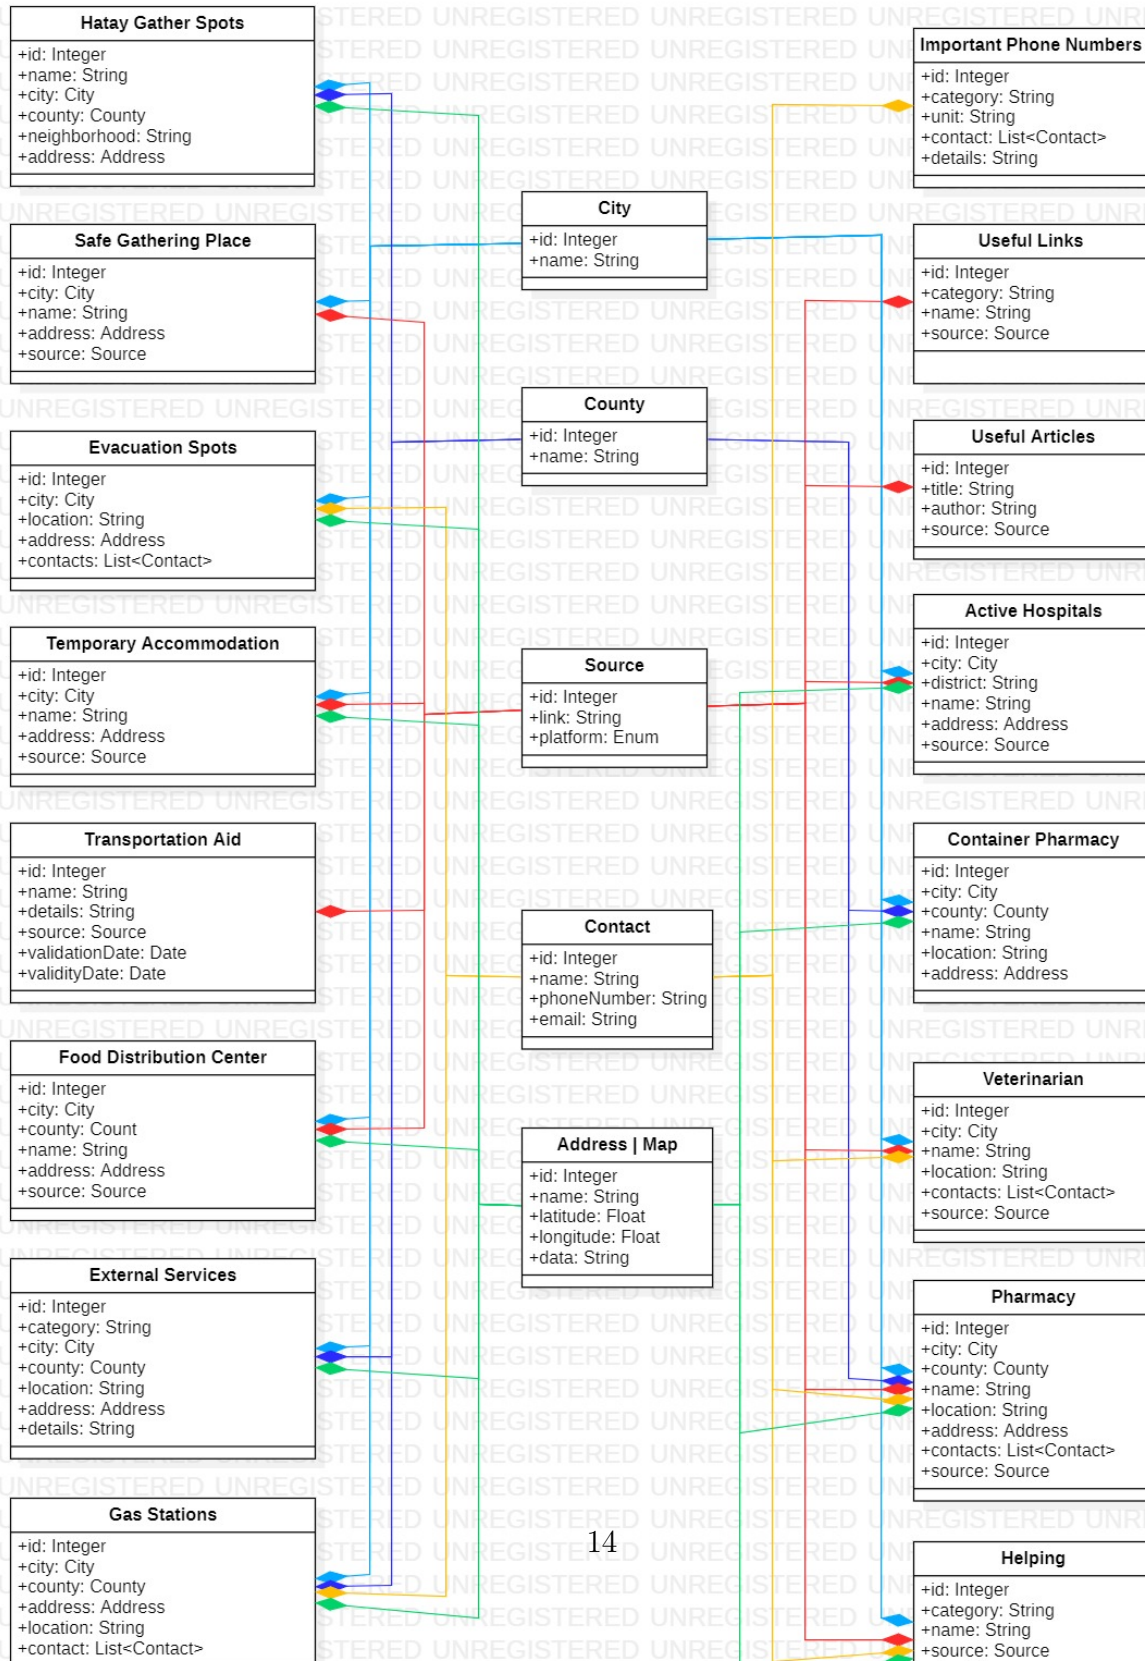 Hatay Gather Spots
+id: Integer
+name: String
+city: City
+county: County
+neighborhood: String
+address: Address
Safe Gathering Place
+id: Integer
+city: City
+name: String
+address: Address
+source: Source
Evacuation Spots
+id: Integer
+city: City
+location: String
+address: Address
+contacts: List<Contact>
Temporary Accommodation
+id: Integer
+city: City
+name: String
+address: Address
+source: Source
Transportation Aid
+id: Integer
+name: String
+details: String
+source: Source
+validationDate: Date
+validityDate: Date
Food Distribution Center
+id: Integer
+city: City
+county: Count
+name: String
+address: Address
+source: Source
External Services
+id: Integer
+category: String
+city: City
+county: County
+location: String
+address: Address
+details: String
Gas Stations
+id: Integer
+city: City
+county: County
+address: Address
+location: String
+contact: List<Contact>
City
+id: Integer
+name: String
County
+id: Integer
+name: String
Source
+id: Integer
+link: String
+platform: Enum
Contact
+id: Integer
+name: String
+phoneNumber: String
+email: String
Address | Map
+id: Integer
+name: String
+latitude: Float
+longitude: Float
+data: String
14
Important Phone Numbers
+id: Integer
+category: String
+unit: String
+contact: List<Contact>
+details: String
Useful Links
+id: Integer
+category: String
+name: String
+source: Source
Useful Articles
+id: Integer
+title: String
+author: String
+source: Source
Active Hospitals
+id: Integer
+city: City
+district: String
+name: String
+address: Address
+source: Source
Container Pharmacy
+id: Integer
+city: City
+county: County
+name: String
+location: String
+address: Address
Veterinarian
+id: Integer
+city: City
+name: String
+location: String
+contacts: List<Contact>
+source: Source
Pharmacy
+id: Integer
+city: City
+county: County
+name: String
+location: String
+address: Address
+contacts: List<Contact>
+source: Source
Helping
+id: Integer
+category: String
+name: String
+source: Source
UNREGISTERED UNREGISTERED UNREGISTERED UNREGISTERED